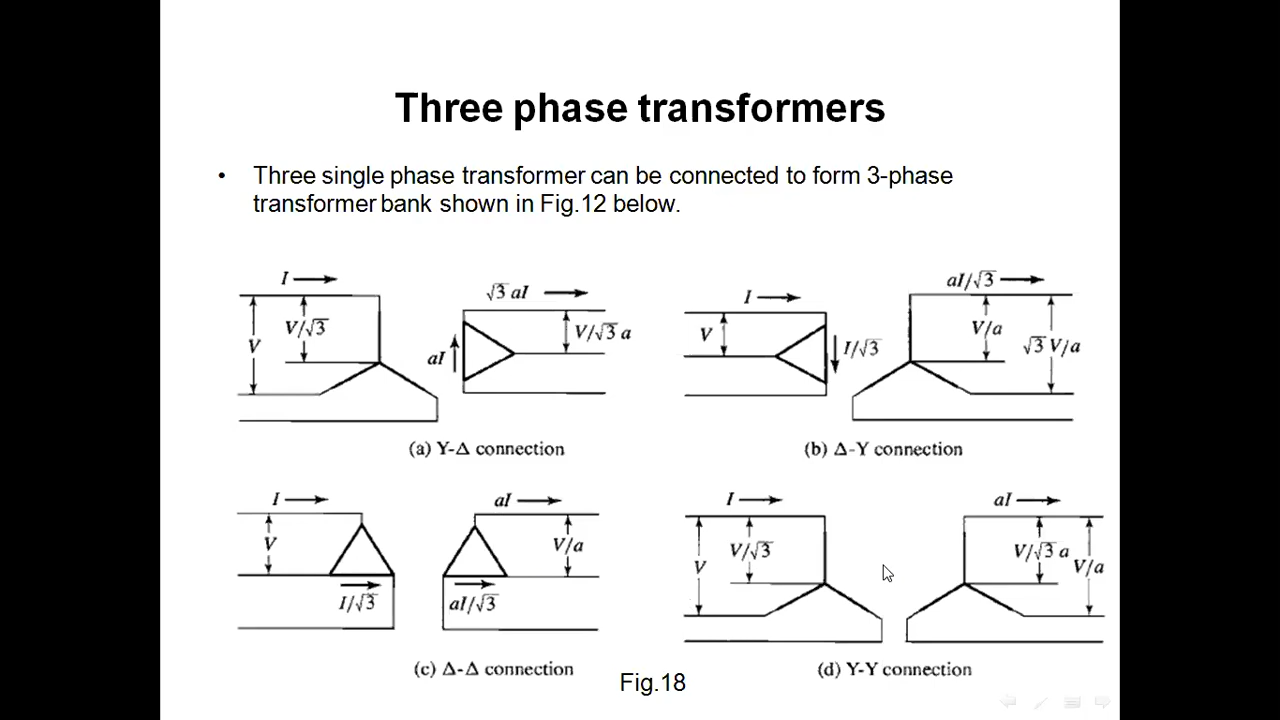 Three phase transformers
• Three single phase transformer can be connected to form 3-phase
transformer bank shown in Fig.12 below.
I
V/√3
V
√3 aI
V/√3 a
aI
(a) Y-Δ connection
I
V
I/√3
aI/√3
V/a
√3 V/a
(b) Δ-Y connection
I
V
I/√3
aI
V/a
aI/√3
(c) Δ-Δ connection
I
V/√3
V
aI
V/√3 a
V/a
(d) Y-Y connection
Fig.18